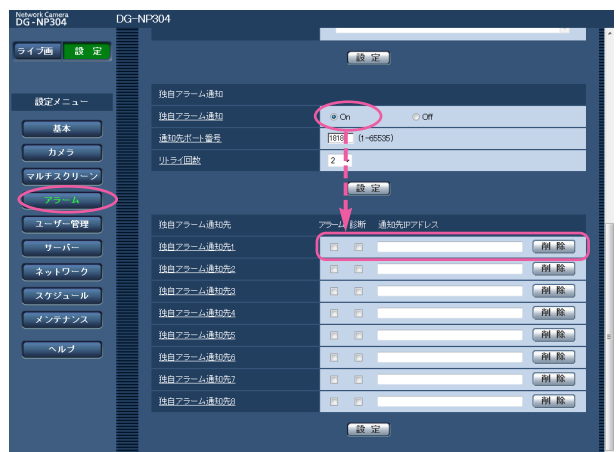 Network Camera
DG-NP304
DG-NP304
ライブ画 設 定
設 定
設定メニュー
基本
カメラ
マルチスクリーン
アラーム
ユーザー管理
サーバー
ネットワーク
スケジュール
メンテナンス
ヘルプ
独自アラーム通知
独自アラーム通知 On Off
通知先ポート番号 1818 (1-65535)
リトライ回数 2
設 定
独自アラーム通知先 アラーム 診断 通知先IPアドレス
独自アラーム通知先1 削 除
独自アラーム通知先2 削 除
独自アラーム通知先3 削 除
独自アラーム通知先4 削 除
独自アラーム通知先5 削 除
独自アラーム通知先6 削 除
独自アラーム通知先7 削 除
独自アラーム通知先8 削 除
設 定